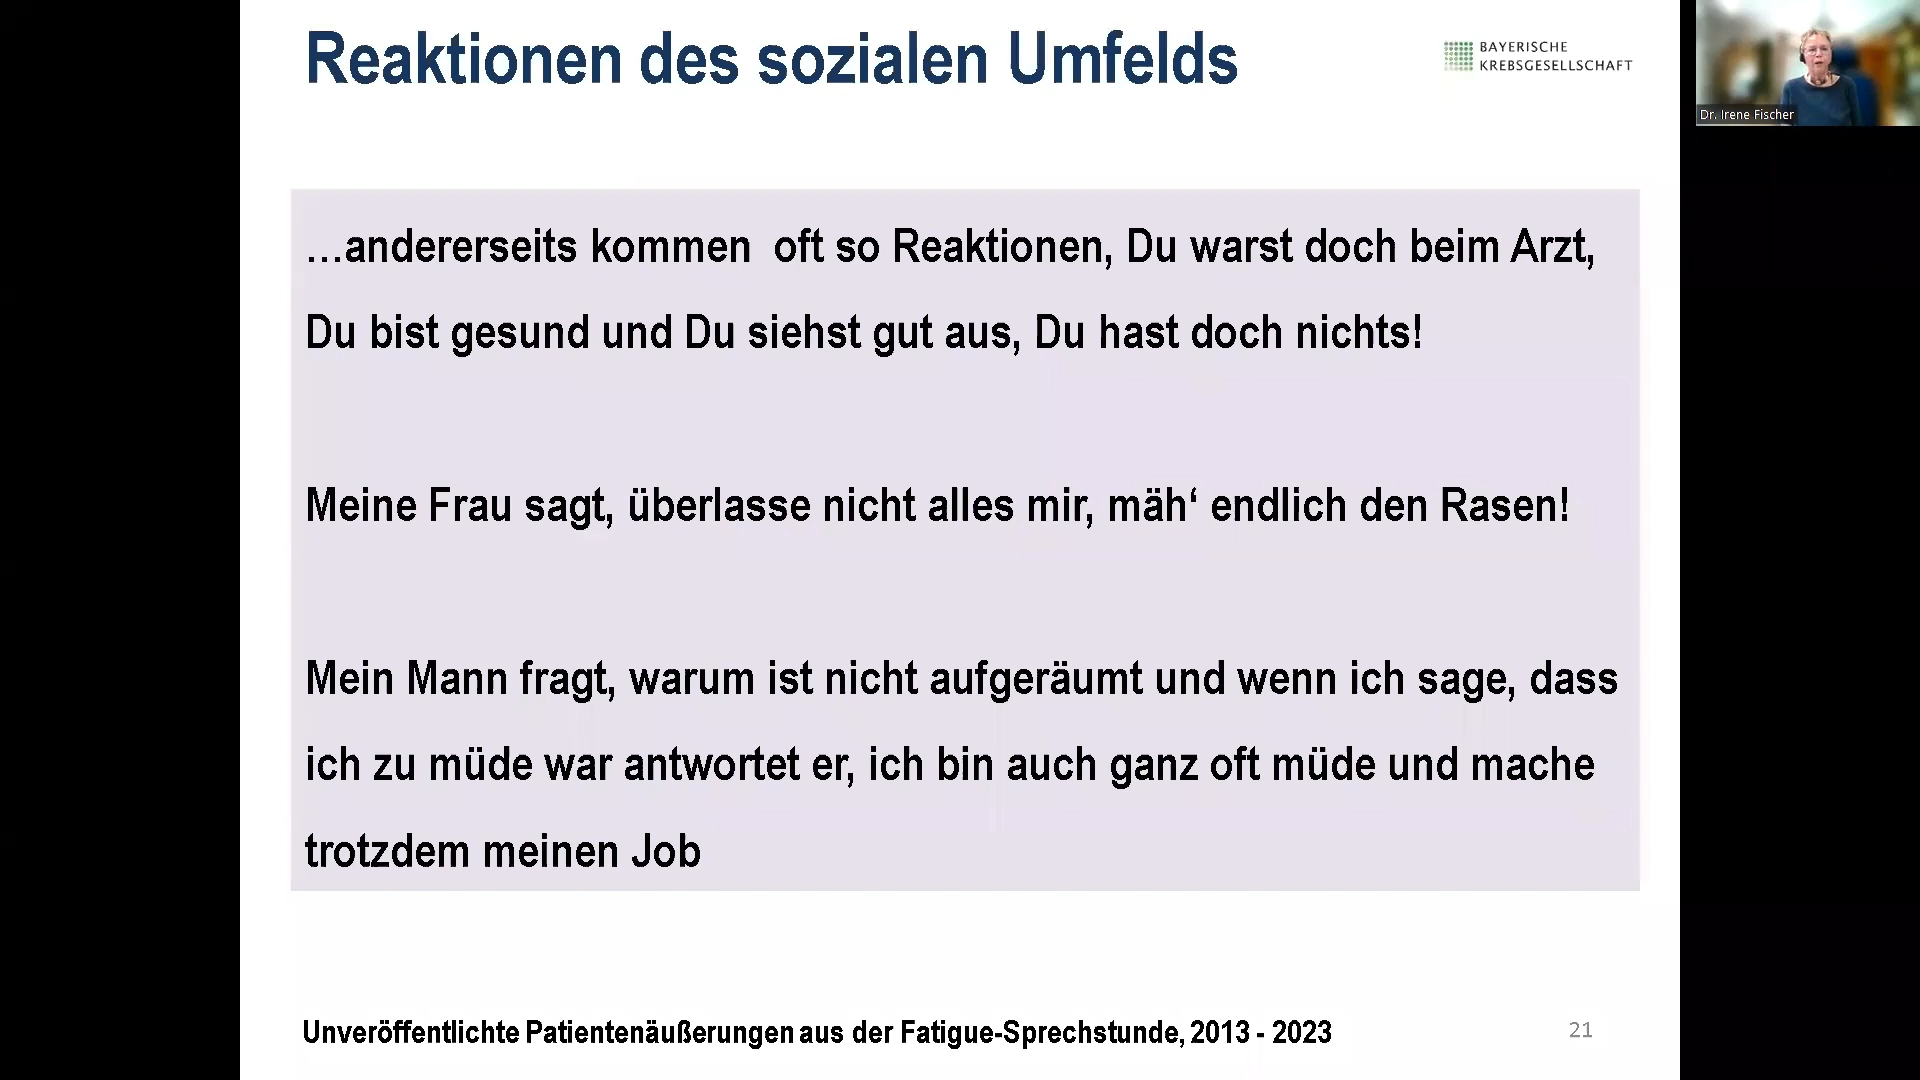 Reaktionen des sozialen Umfelds
BAYERISCHE
KREBSGESELLSCHAFT
Dr. Irene Fischer
…andererseits kommen  oft so Reaktionen, Du warst doch beim Arzt,
Du bist gesund und Du siehst gut aus, Du hast doch nichts!
Meine Frau sagt, überlasse nicht alles mir, mäh‘ endlich den Rasen!
Mein Mann fragt, warum ist nicht aufgeräumt und wenn ich sage, dass
ich zu müde war antwortet er, ich bin auch ganz oft müde und mache
trotzdem meinen Job
Unveröffentlichte Patientenäußerungen aus der Fatigue-Sprechstunde, 2013 - 2023
21